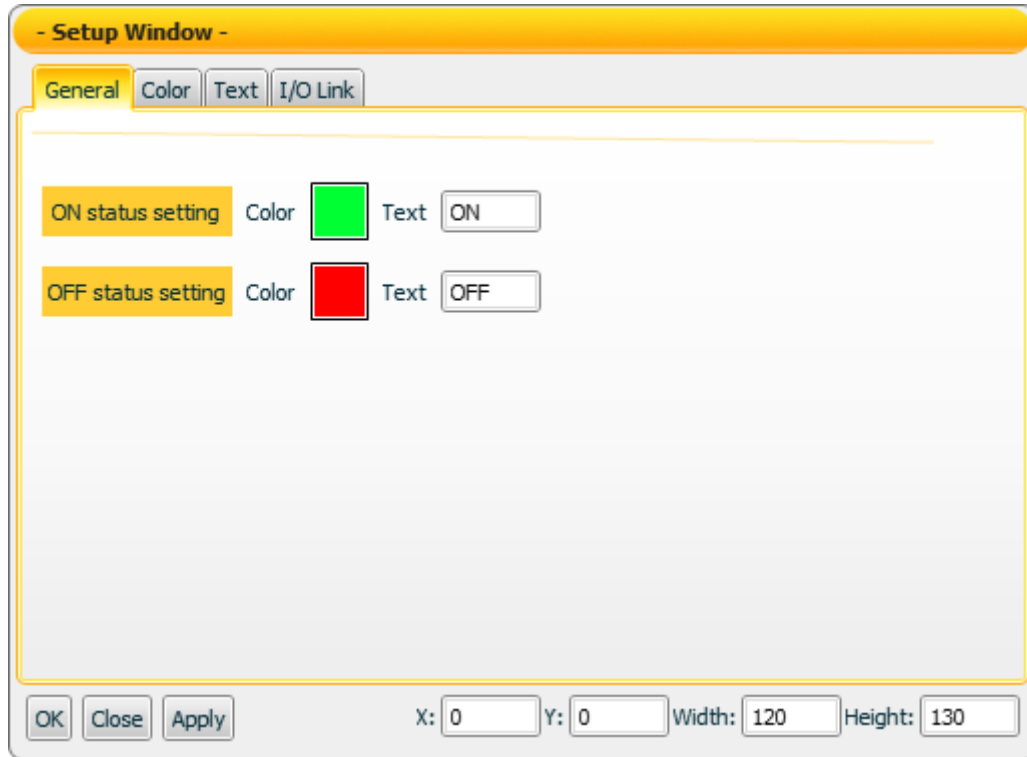 - Setup Window -
General Color Text I/O Link
ON status setting Color Text ON
OFF status setting Color Text OFF
OK Close Apply X: 0 Y: 0 Width: 120 Height: 130